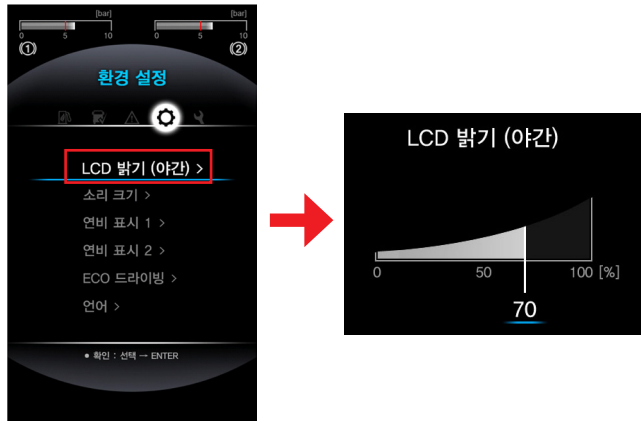 [bar] [bar]
0 5 10 0 5 10
(1) (2)
환경 설정
LCD 밝기 (야간) >
소리 크기 >
연비 표시 1 >
연비 표시 2 >
ECO 드라이빙 >
언어 >
• 확인 : 선택 → ENTER
LCD 밝기 (야간)
0 50 100 [%]
70